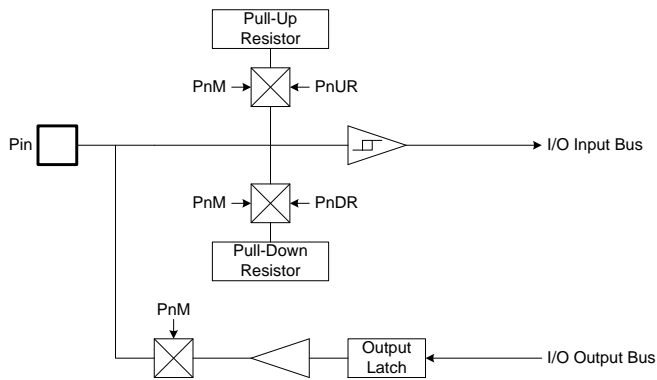 Pull-Up
Resistor
PnM
PnUR
Pin
I/O Input Bus
PnM
PnDR
Pull-Down
Resistor
PnM
Output
Latch
I/O Output Bus